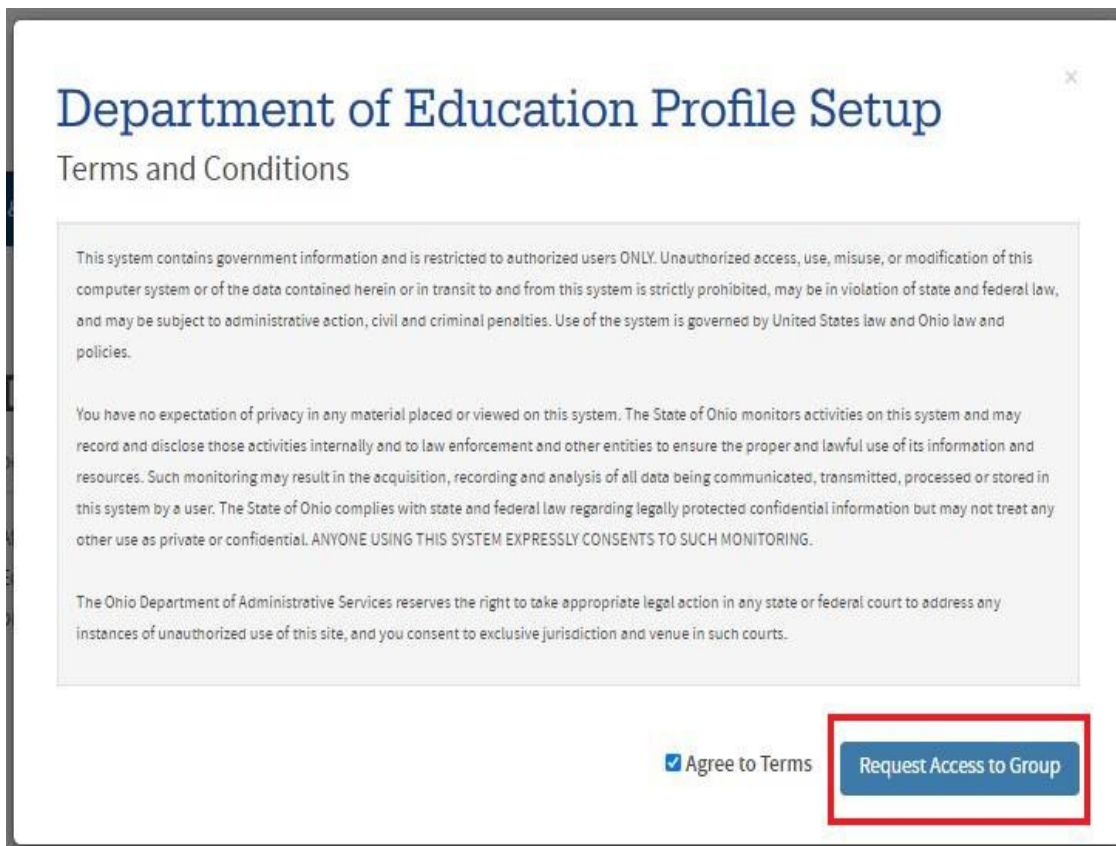 ×
Department of Education Profile Setup
Terms and Conditions
This system contains government information and is restricted to authorized users ONLY. Unauthorized access, use, misuse, or modification of this
computer system or of the data contained herein or in transit to and from this system is strictly prohibited, may be in violation of state and federal law,
and may be subject to administrative action, civil and criminal penalties. Use of the system is governed by United States law and Ohio law and
policies.
You have no expectation of privacy in any material placed or viewed on this system. The State of Ohio monitors activities on this system and may
record and disclose those activities internally and to law enforcement and other entities to ensure the proper and lawful use of its information and
resources. Such monitoring may result in the acquisition, recording and analysis of all data being communicated, transmitted, processed or stored in
this system by a user. The State of Ohio complies with state and federal law regarding legally protected confidential information but may not treat any
other use as private or confidential. ANYONE USING THIS SYSTEM EXPRESSLY CONSENTS TO SUCH MONITORING.
The Ohio Department of Administrative Services reserves the right to take appropriate legal action in any state or federal court to address any
instances of unauthorized use of this site, and you consent to exclusive jurisdiction and venue in such courts.
Agree to Terms Request Access to Group